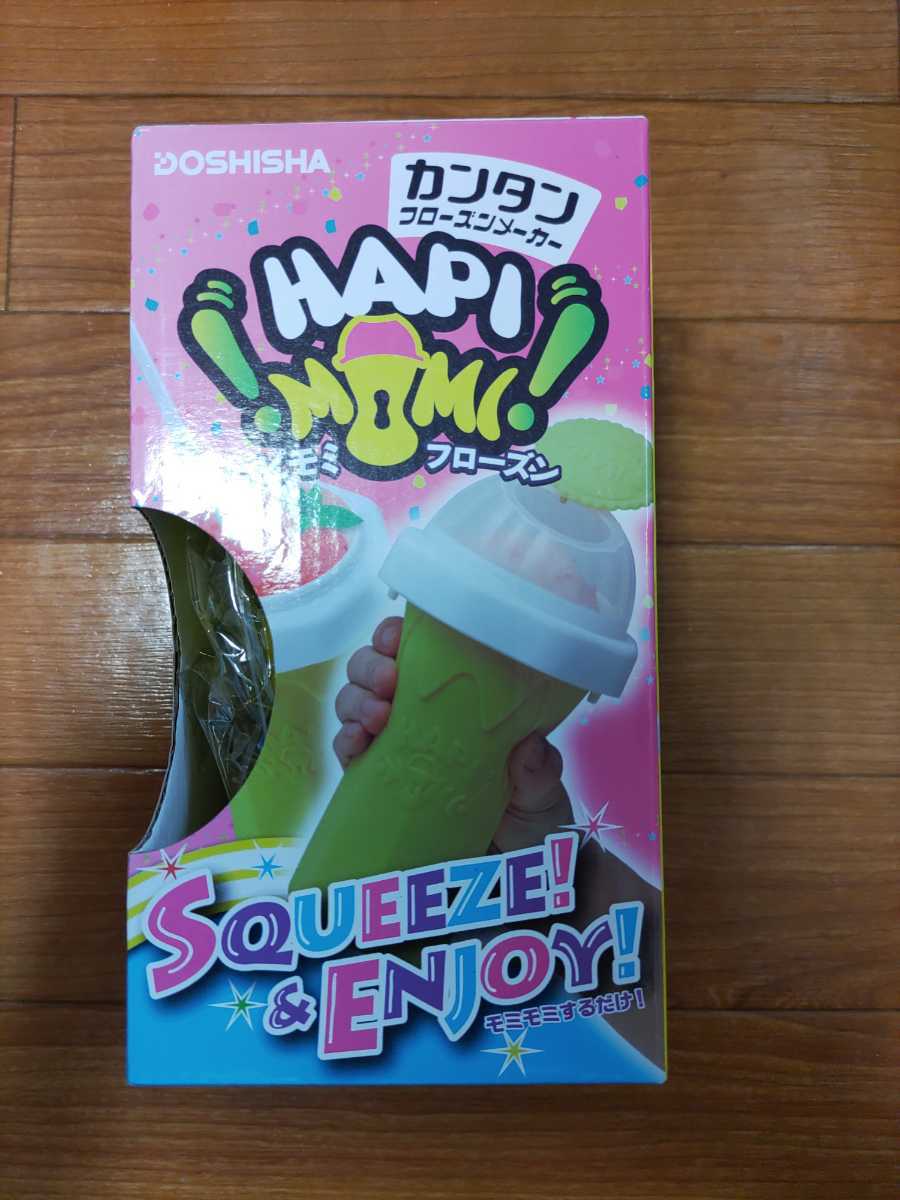 DOSHISHA
カンタン
フローズンメーカー
HAPI
MOMI
モミ フローズン
SQUEEZE!
& ENJOY!
モミモミするだけ!